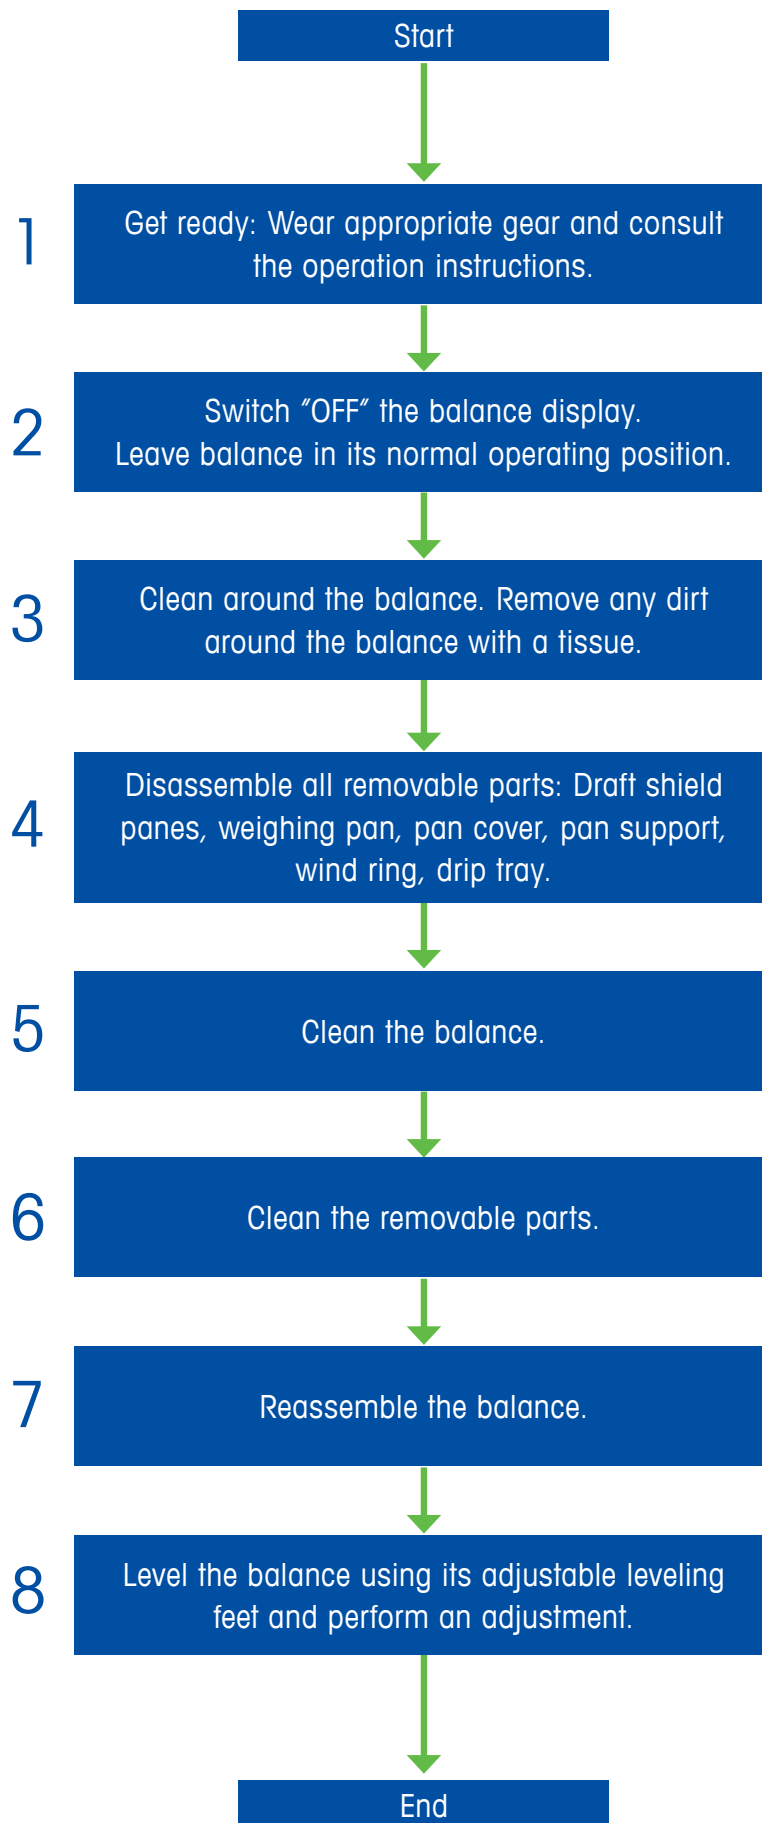 Start
1
Get ready: Wear appropriate gear and consult
the operation instructions.
2
Switch ″OFF″ the balance display.
Leave balance in its normal operating position.
3
Clean around the balance. Remove any dirt
around the balance with a tissue.
4
Disassemble all removable parts: Draft shield
panes, weighing pan, pan cover, pan support,
wind ring, drip tray.
5
Clean the balance.
6
Clean the removable parts.
7
Reassemble the balance.
8
Level the balance using its adjustable leveling
feet and perform an adjustment.
End